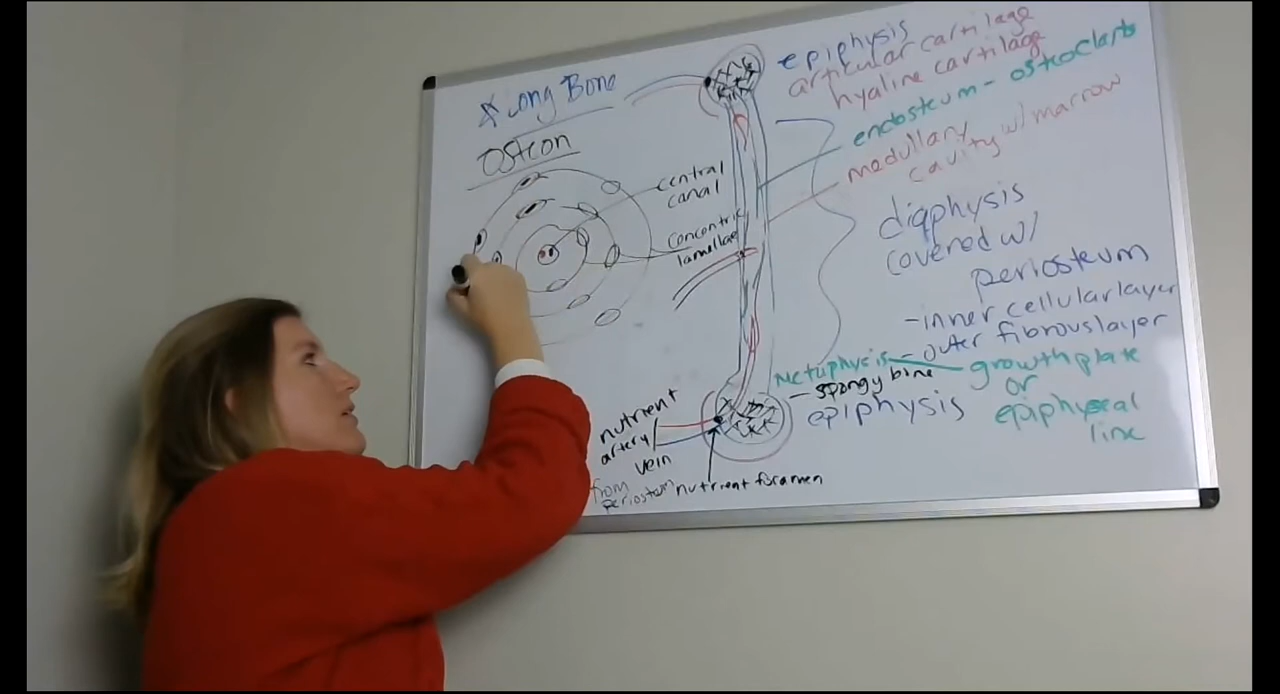 Long Bone
Osteon
central
canal
concentric
lamellae
epiphysis
articular cartilage
hyaline cartilage
endosteum - osteoclasts
medullary
cavity w/ marrow
diaphysis
covered w/
periosteum
- inner cellular layer
- outer fibrous layer
Metaphysis - growth plate
or
epiphyseal
line
- spongy bone
epiphysis
nutrient
artery/
vein
from
periosteum
nutrient foramen